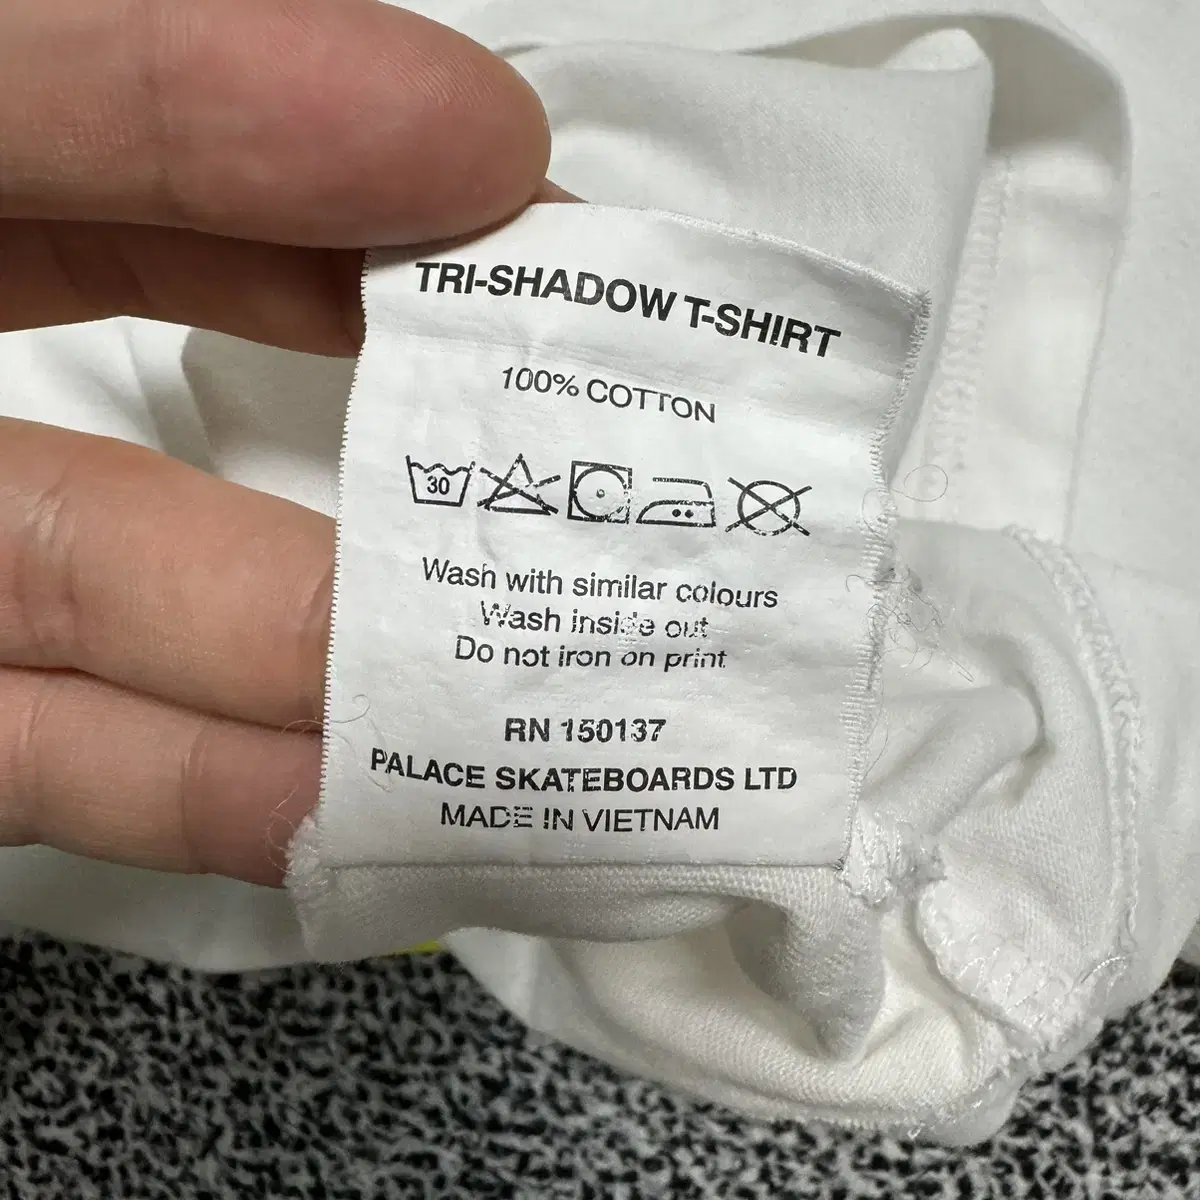 TRI-SHADOW T-SHIRT
100% COTTON
30
Wash with similar colours
Wash inside out
Do not iron on print
RN 150137
PALACE SKATEBOARDS LTD
MADE IN VIETNAM